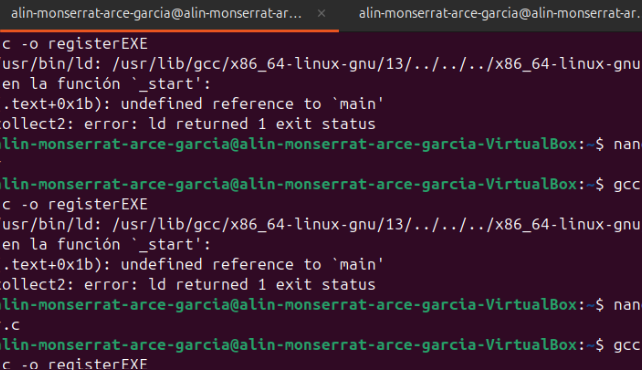 alin-monserrat-arce-garcia@alin-monserrat-ar... × alin-monserrat-arce-garcia@alin-monserrat-ar...
c -o registerEXE
usr/bin/ld: /usr/lib/gcc/x86_64-linux-gnu/13/../../../x86_64-linux-gnu
en la función `_start':
.text+0x1b): undefined reference to `main'
collect2: error: ld returned 1 exit status
alin-monserrat-arce-garcia@alin-monserrat-arce-garcia-VirtualBox:~$ nan
alin-monserrat-arce-garcia@alin-monserrat-arce-garcia-VirtualBox:~$ gcc
c -o registerEXE
usr/bin/ld: /usr/lib/gcc/x86_64-linux-gnu/13/../../../x86_64-linux-gnu
en la función `_start':
.text+0x1b): undefined reference to `main'
collect2: error: ld returned 1 exit status
alin-monserrat-arce-garcia@alin-monserrat-arce-garcia-VirtualBox:~$ nan
.c
alin-monserrat-arce-garcia@alin-monserrat-arce-garcia-VirtualBox:~$ gcc
c -o registerEXE